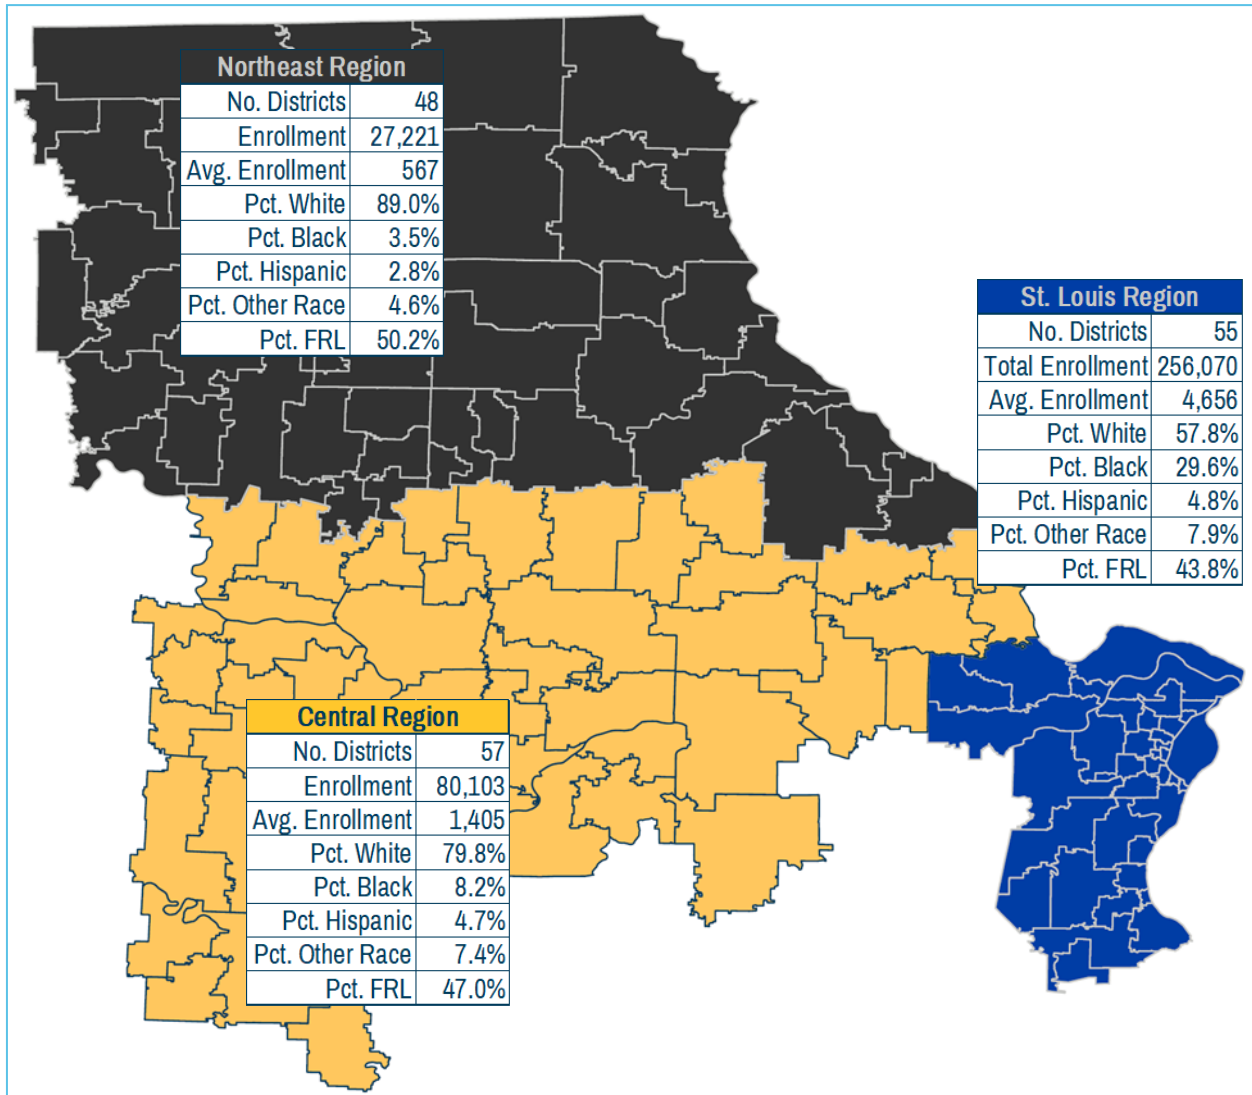 Northeast Region
No. Districts 48
Enrollment 27,221
Avg. Enrollment 567
Pct. White 89.0%
Pct. Black 3.5%
Pct. Hispanic 2.8%
Pct. Other Race 4.6%
Pct. FRL 50.2%
St. Louis Region
No. Districts 55
Total Enrollment 256,070
Avg. Enrollment 4,656
Pct. White 57.8%
Pct. Black 29.6%
Pct. Hispanic 4.8%
Pct. Other Race 7.9%
Pct. FRL 43.8%
Central Region
No. Districts 57
Enrollment 80,103
Avg. Enrollment 1,405
Pct. White 79.8%
Pct. Black 8.2%
Pct. Hispanic 4.7%
Pct. Other Race 7.4%
Pct. FRL 47.0%